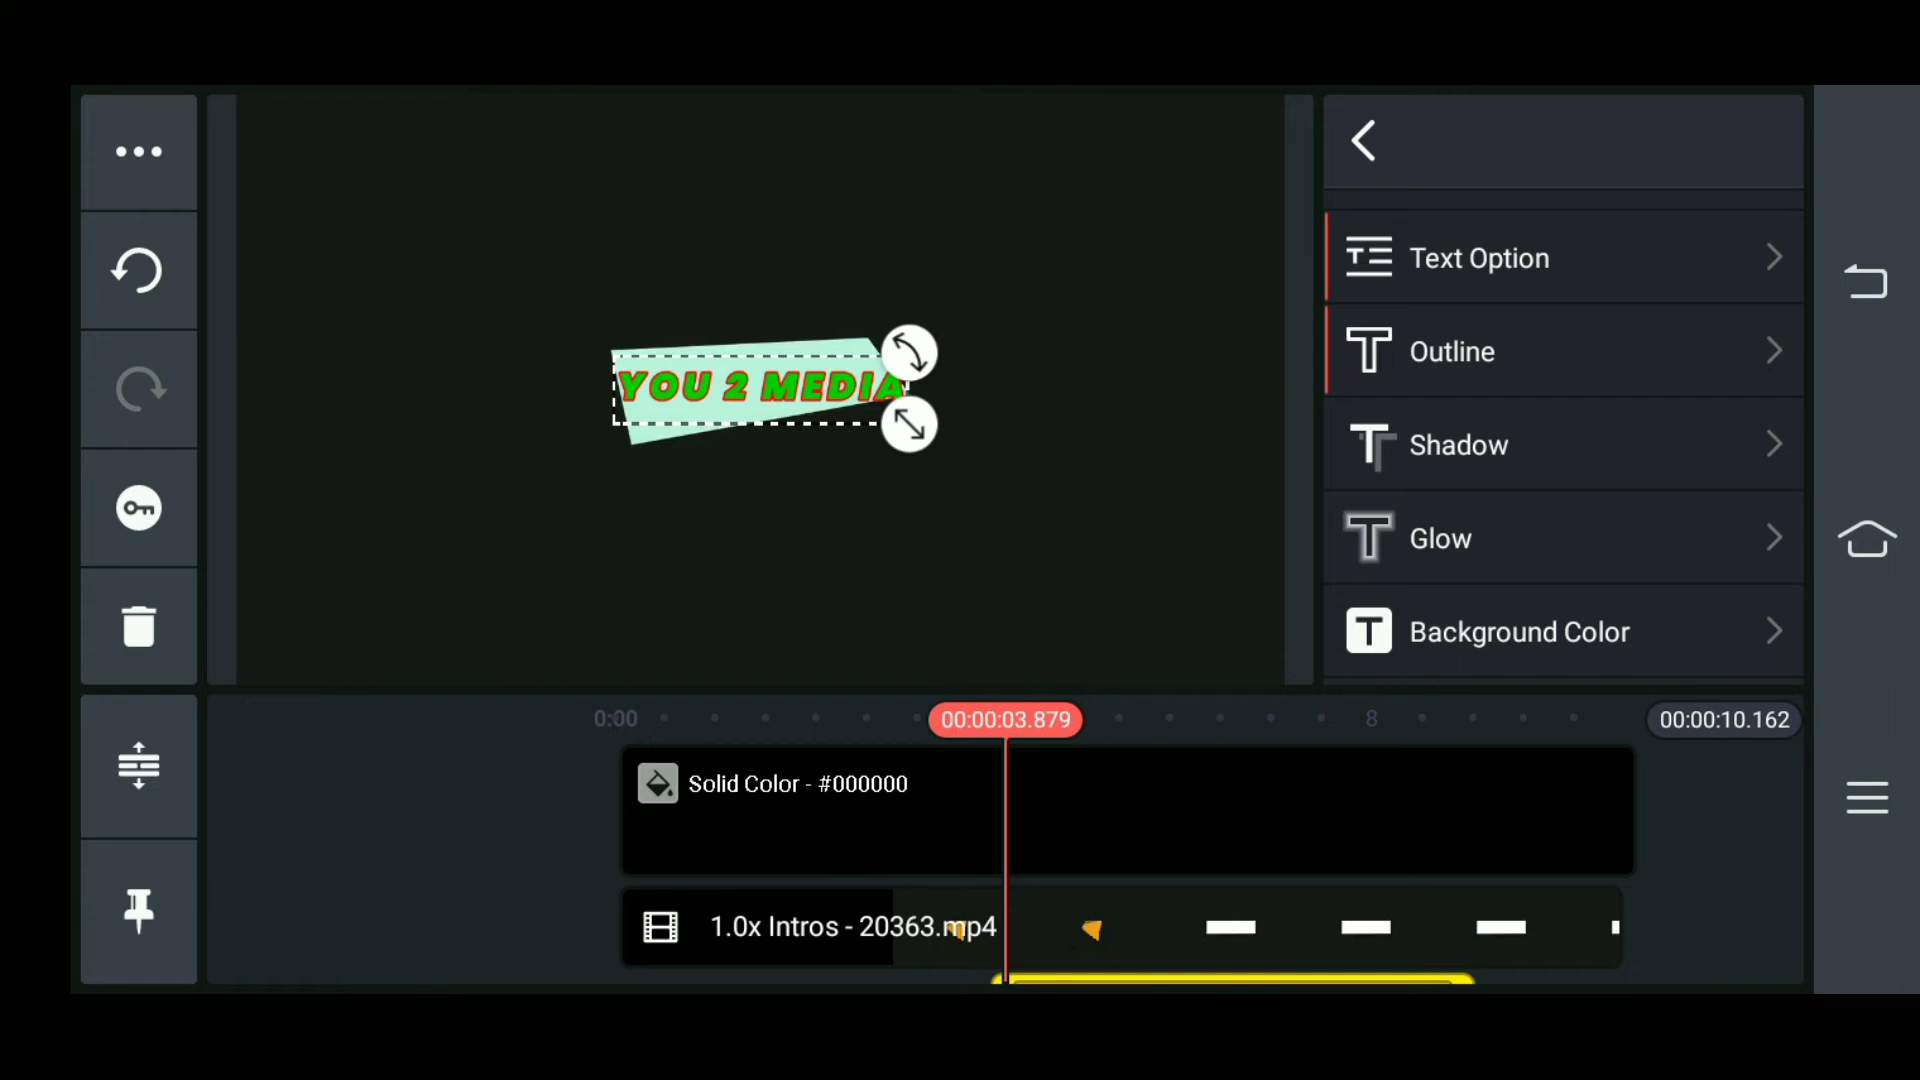 YOU 2 MEDIA
Text Option
Outline
Shadow
Glow
Background Color
0:00
00:00:03.879
8
00:00:10.162
Solid Color - #000000
1.0x Intros - 20363.mp4